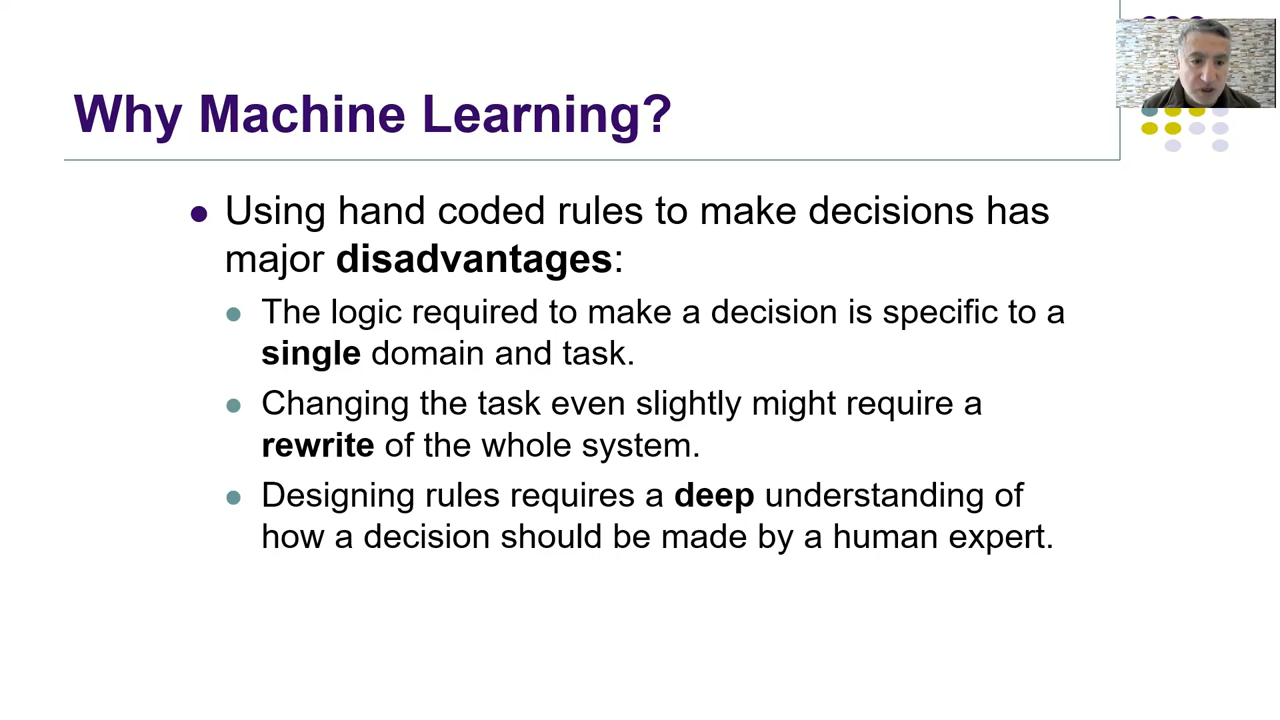 Why Machine Learning?
Using hand coded rules to make decisions has
major disadvantages:
The logic required to make a decision is specific to a
single domain and task.
Changing the task even slightly might require a
rewrite of the whole system.
Designing rules requires a deep understanding of
how a decision should be made by a human expert.